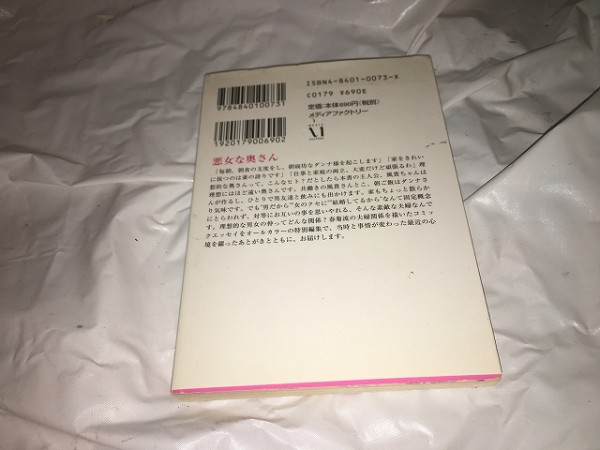 ISBN4-8401-0073-X
C0179 ¥690E
定価:本体690円(税別)
メディアファクトリー
9784840100731
1920179006902
悪女な奥さん
「毎朝、朝食の支度をし、朝寝坊なダンナ様を起こします」「家をきれい
に保つのは妻の誇りです」「仕事と家庭の両立、大変だけど頑張るわ」理
想的な奥さんって、こんなヒト?だとしたら本書の主人公、風貴ちゃんは
理想にはほど遠い奥さんです。共働きの風貴さんとこ、朝ご飯はダンナさ
んが作るし、ひとりで男友達と飲みにも出かけます。家もちょっと散らか
り気味です。でも"男だから""女のクセに""結婚してるから"なんて固定概念
にとらわれず、対等にお互いの事を思いやれる、そんな素敵な夫婦なんで
す。理想的な男女の仲ってどんな関係?春菊流の夫婦関係を描いたコミッ
クエッセイをオールカラーの特別編集で、当時と事情が変わった最近の心
境を綴ったあとがきとともに、お届けします。